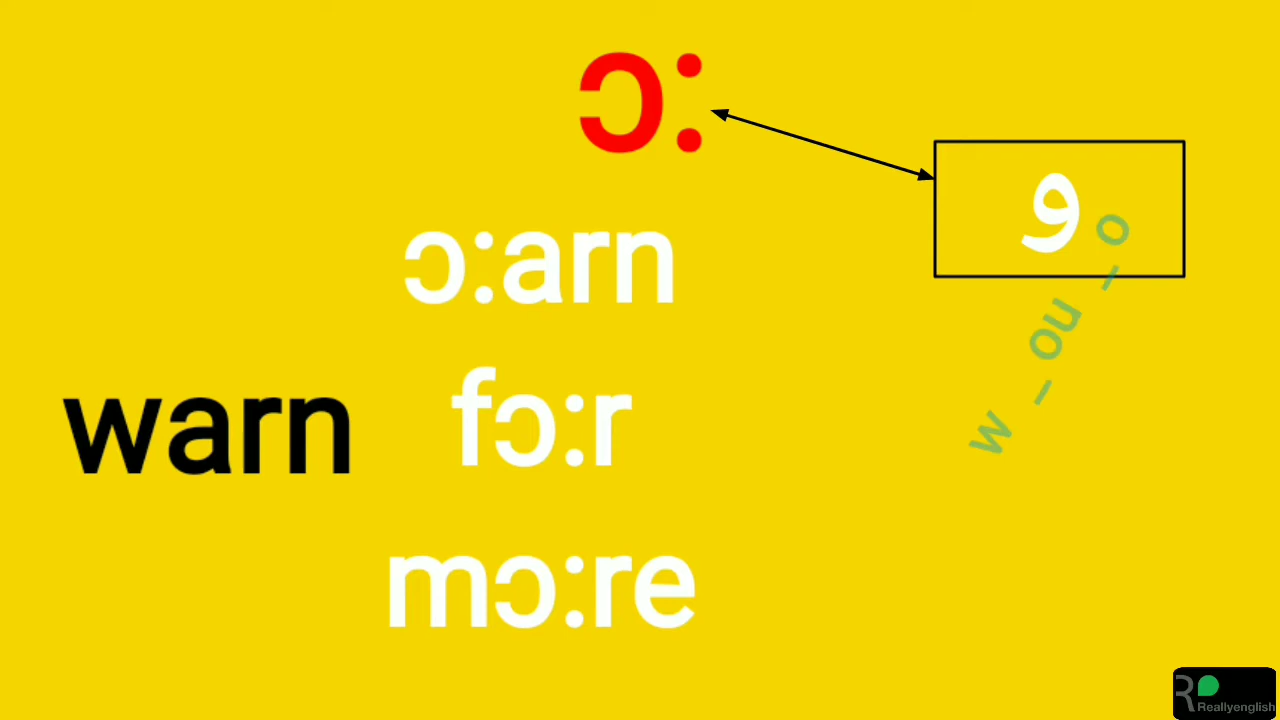 ɔ:
و
ɔ:arn
w _ ou _ o
warn
fɔ:r
mɔ:re
Reallyenglish